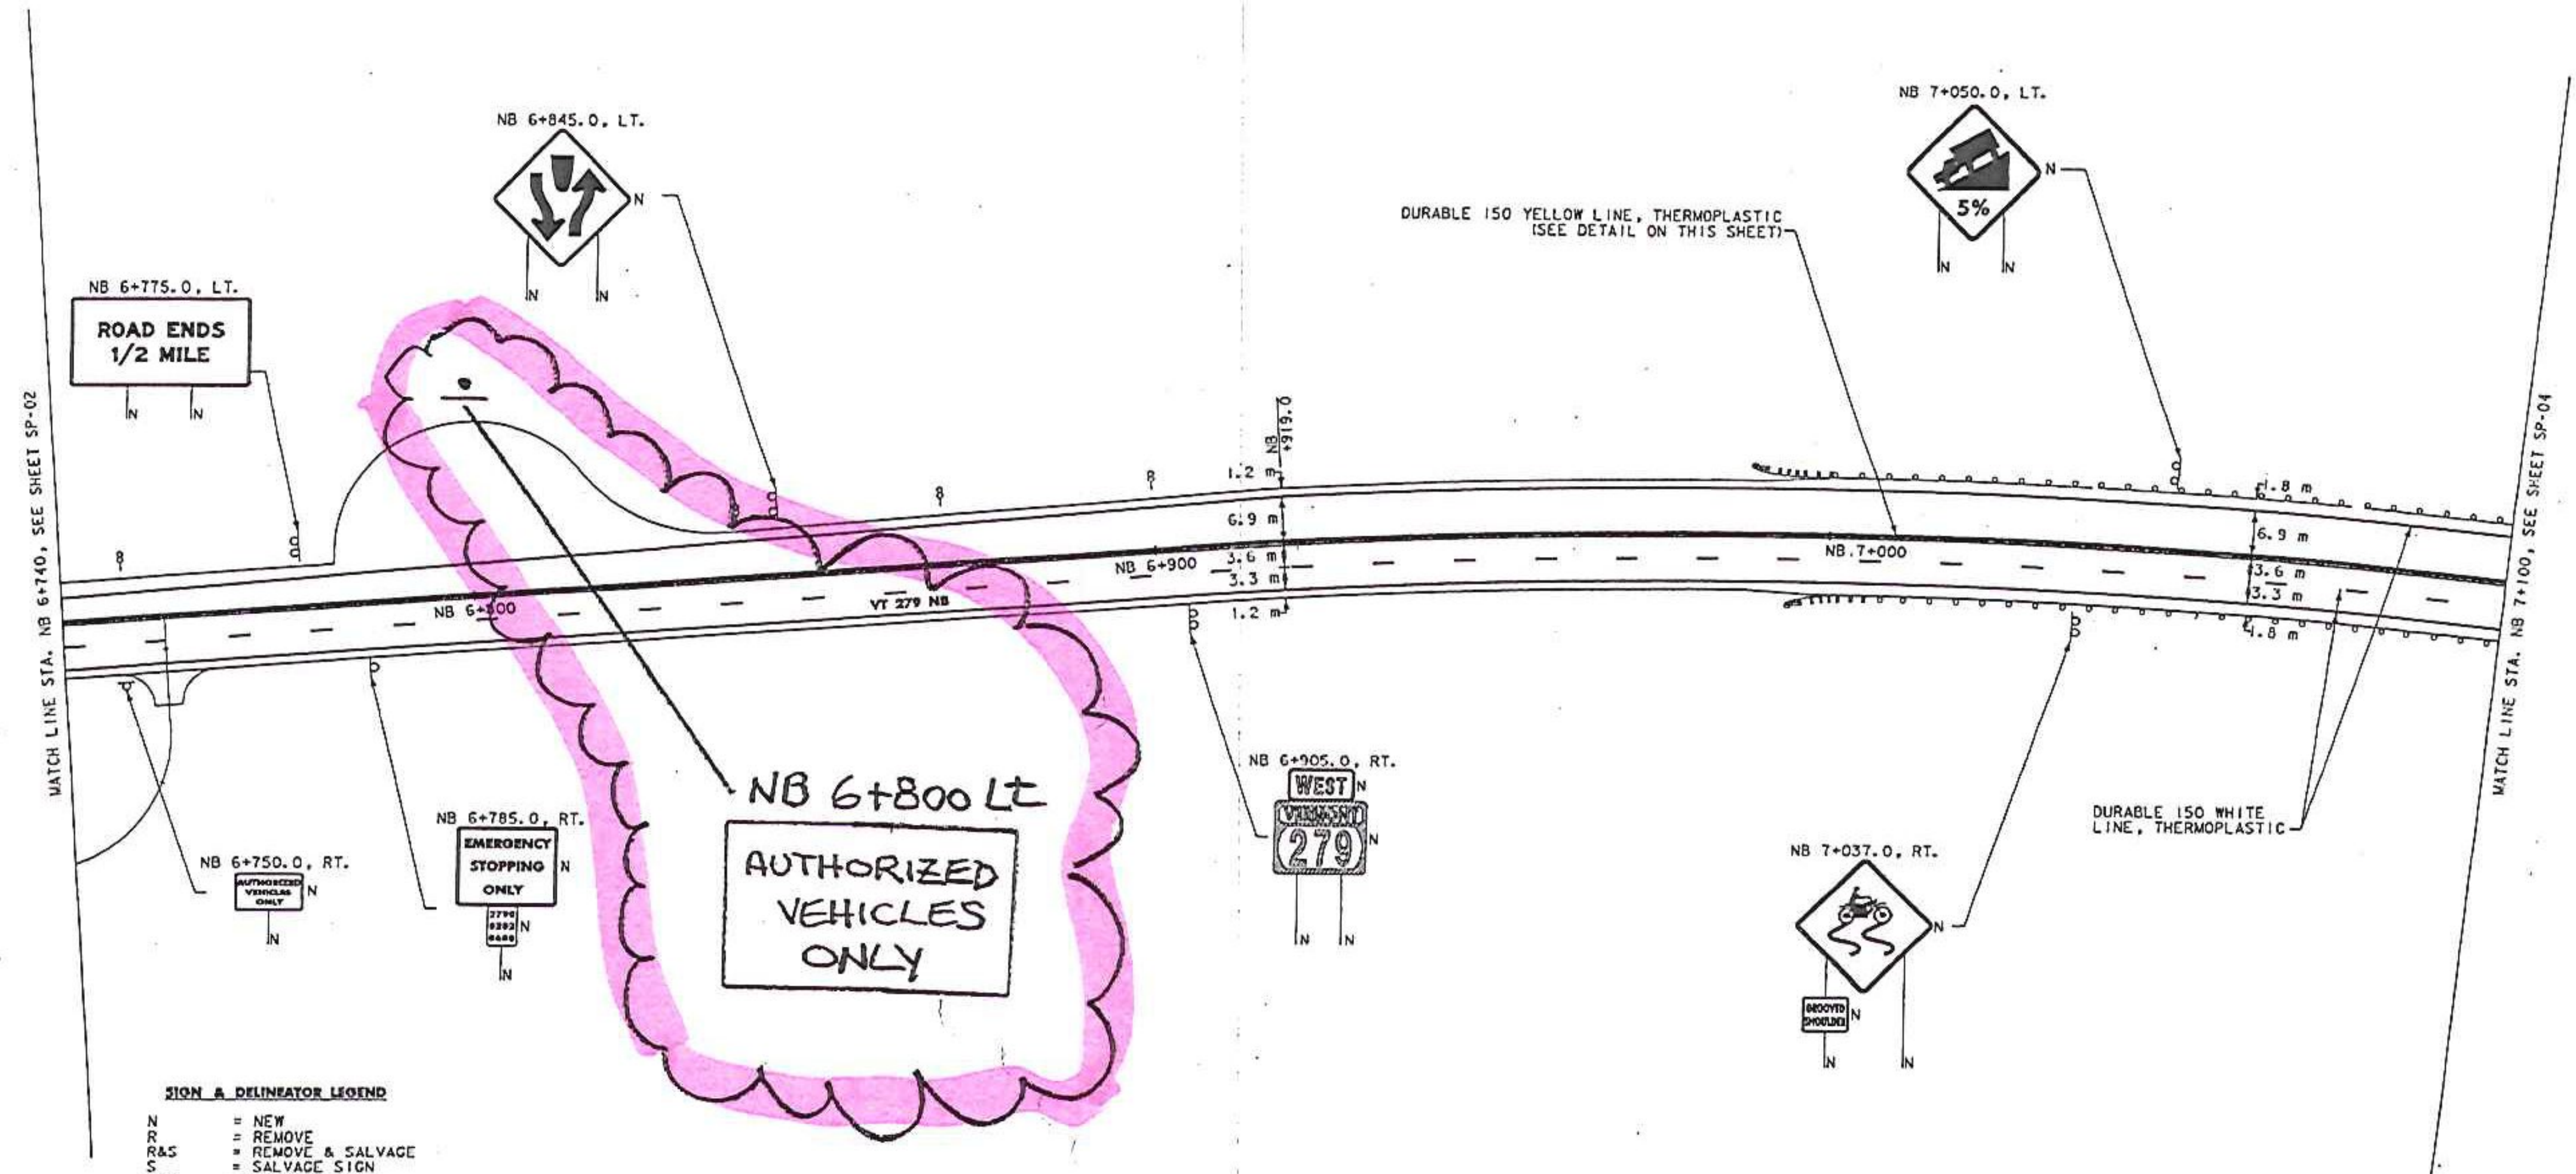 NB 6+845.0, LT.
N
N
N
NB 7+050.0, LT.
5%
N
N
N
DURABLE 150 YELLOW LINE, THERMOPLASTIC
(SEE DETAIL ON THIS SHEET)
NB 6+775.0, LT.
ROAD ENDS
1/2 MILE
N
N
MATCH LINE STA. NB 6+740, SEE SHEET SP-02
NB
+919.0
1.2 m
6.9 m
3.6 m
3.3 m
1.2 m
NB 6+800
VT 279 NB
NB 6+900
NB 7+000
1.8 m
6.9 m
3.6 m
3.3 m
1.8 m
MATCH LINE STA. NB 7+100, SEE SHEET SP-04
NB 6+800 Lt
AUTHORIZED
VEHICLES
ONLY
NB 6+750.0, RT.
AUTHORIZED
VEHICLES
ONLY
N
N
NB 6+785.0, RT.
EMERGENCY
STOPPING
ONLY
N
N
N
NB 6+905.0, RT.
WEST
N
VERMONT
279
N
N
N
NB 7+037.0, RT.
N
GROOVED
SHOULDER
N
N
N
DURABLE 150 WHITE
LINE, THERMOPLASTIC
SIGN & DELINEATOR LEGEND
N = NEW
R = REMOVE
R&S = REMOVE & SALVAGE
S = SALVAGE SIGN